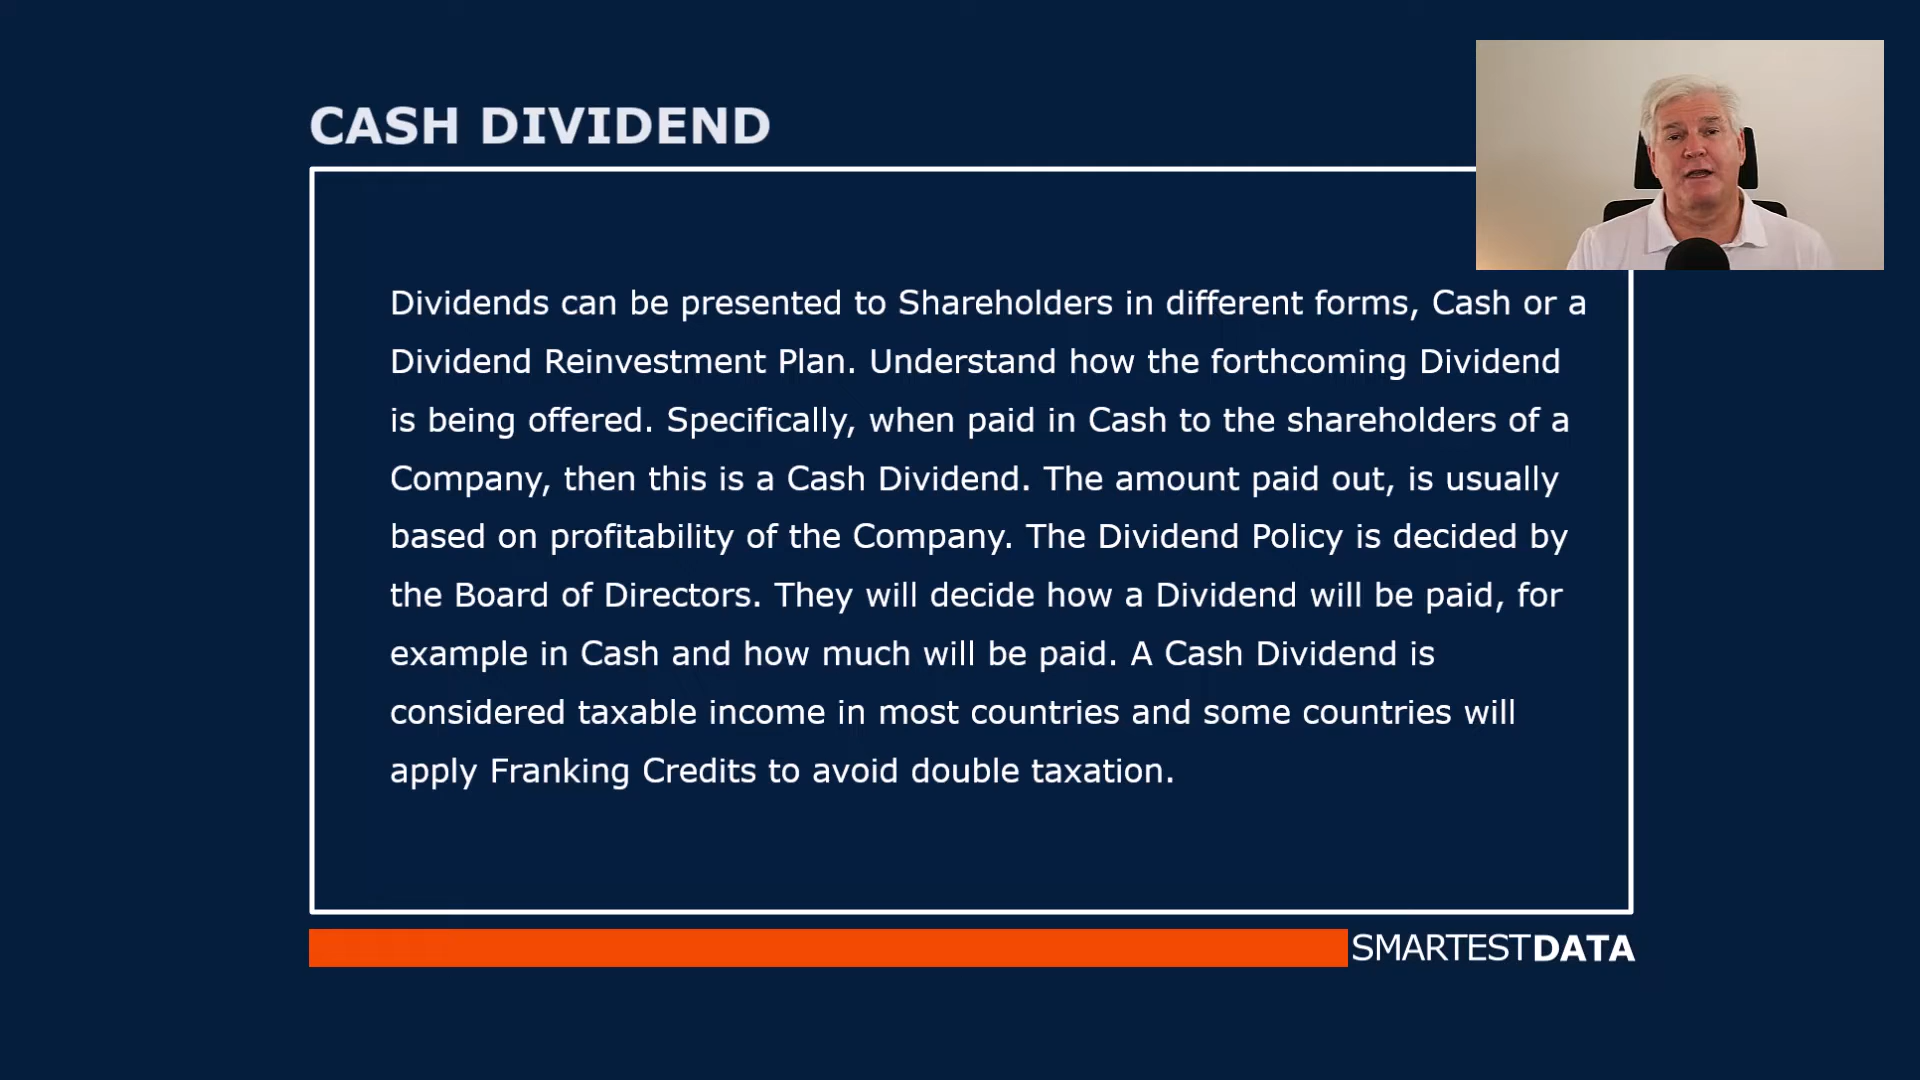 CASH DIVIDEND
Dividends can be presented to Shareholders in different forms, Cash or a
Dividend Reinvestment Plan. Understand how the forthcoming Dividend
is being offered. Specifically, when paid in Cash to the shareholders of a
Company, then this is a Cash Dividend. The amount paid out, is usually
based on profitability of the Company. The Dividend Policy is decided by
the Board of Directors. They will decide how a Dividend will be paid, for
example in Cash and how much will be paid. A Cash Dividend is
considered taxable income in most countries and some countries will
apply Franking Credits to avoid double taxation.
SMARTESTDATA